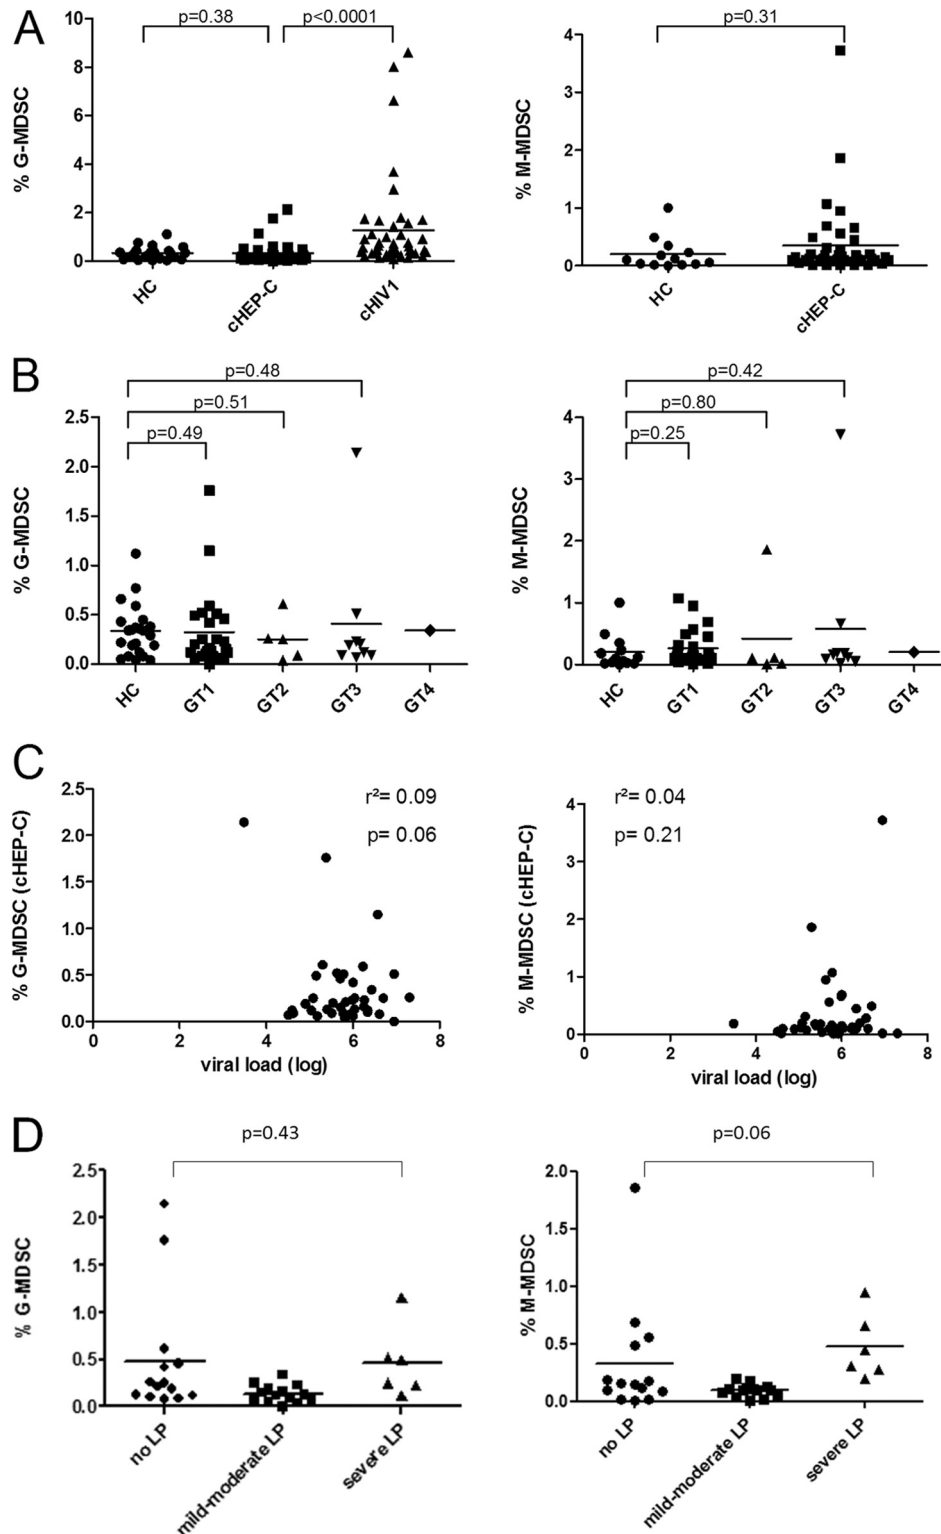 A
p=0.38
p<0.0001
10
8
6
4
2
0
% G-MDSC
HC
cHEP-C
cHIV1
p=0.31
4
3
2
1
0
% M-MDSC
HC
cHEP-C
B
p=0.48
p=0.51
p=0.49
2.5
2.0
1.5
1.0
0.5
0.0
% G-MDSC
HC
GT1
GT2
GT3
GT4
p=0.42
p=0.80
p=0.25
4
3
2
1
0
% M-MDSC
HC
GT1
GT2
GT3
GT4
C
r²= 0.09
p= 0.06
2.5
2.0
1.5
1.0
0.5
0.0
% G-MDSC (cHEP-C)
0 2 4 6 8
viral load (log)
r²= 0.04
p= 0.21
4
3
2
1
0
% M-MDSC (cHEP-C)
0 2 4 6 8
viral load (log)
D
p=0.43
2.5
2.0
1.5
1.0
0.5
0.0
% G-MDSC
no LP
mild-moderate LP
severe LP
p=0.06
2.0
1.5
1.0
0.5
0.0
% M-MDSC
no LP
mild-moderate LP
severe LP